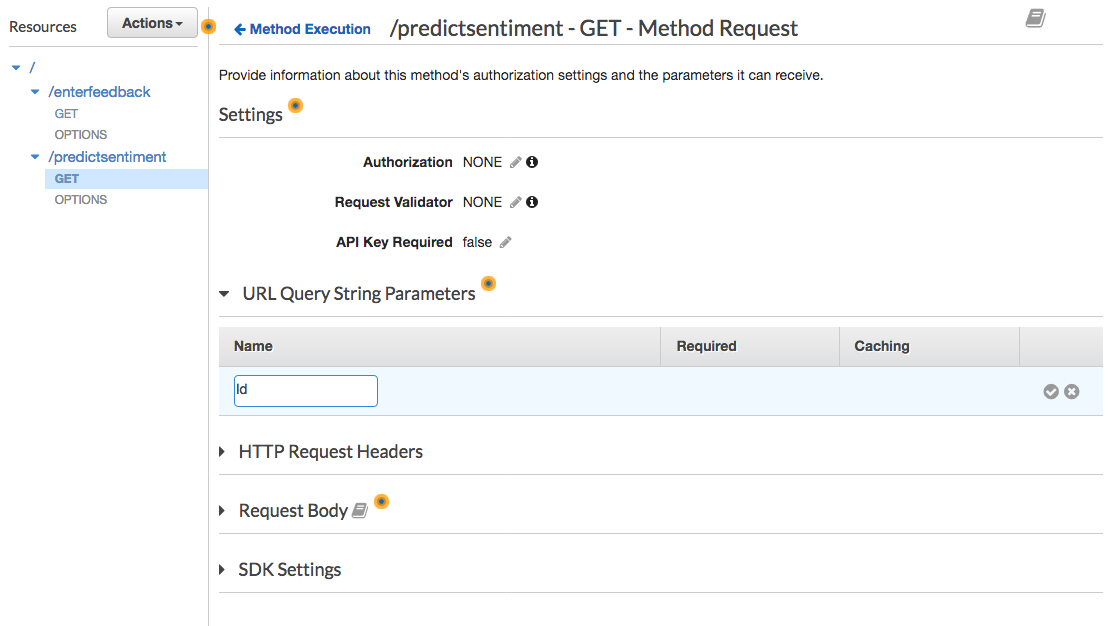 Resources
Actions
/
/enterfeedback
GET
OPTIONS
/predictsentiment
GET
OPTIONS
Method Execution /predictsentiment - GET - Method Request
Provide information about this method's authorization settings and the parameters it can receive.
Settings
Authorization NONE
Request Validator NONE
API Key Required false
URL Query String Parameters
Name Required Caching
Id
HTTP Request Headers
Request Body
SDK Settings